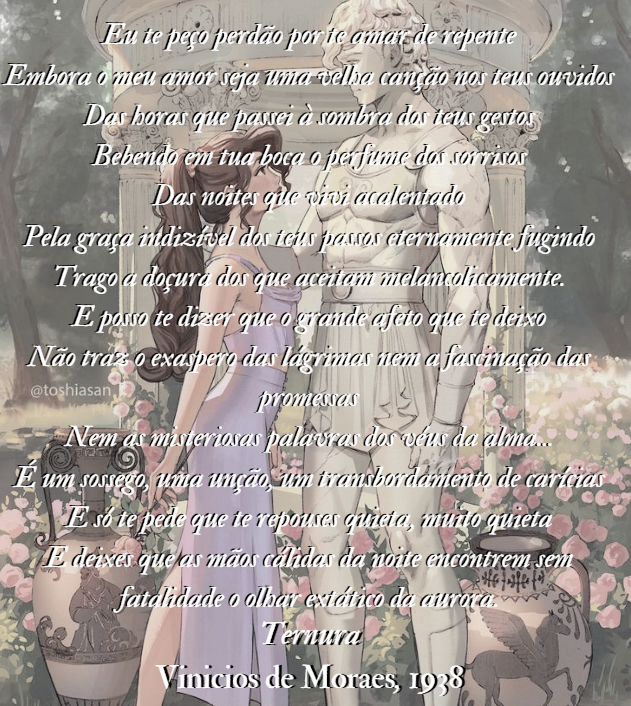 Eu te peço perdão por te amar de repente
Embora o meu amor seja uma velha canção nos teus ouvidos
Das horas que passei à sombra dos teus gestos
Bebendo em tua boca o perfume dos sorrisos
Das noites que vivi acalentado
Pela graça indizível dos teus passos eternamente fugindo
Trago a doçura dos que aceitam melancolicamente.
E posso te dizer que o grande afeto que te deixo
Não traz o exaspero das lágrimas nem a fascinação das
promessas
@toshiasan
Nem as misteriosas palavras dos véus da alma...
É um sossego, uma unção, um transbordamento de carícias
E só te pede que te repouses quieta, muito quieta
E deixes que as mãos cálidas da noite encontrem sem
fatalidade o olhar extático da aurora.
Ternura
Vinicios de Moraes, 1938